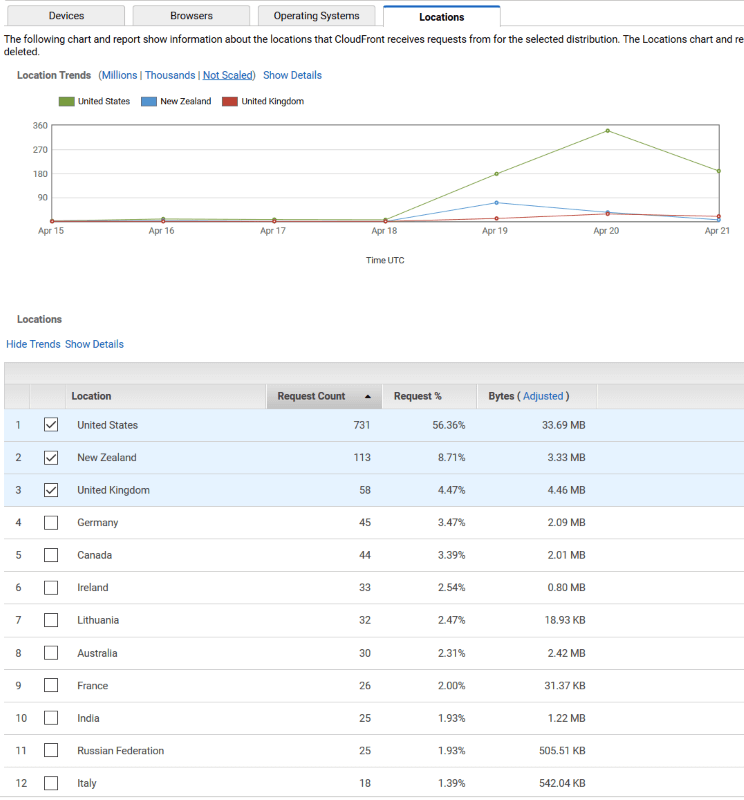 Devices Browsers Operating Systems Locations
The following chart and report show information about the locations that CloudFront receives requests from for the selected distribution. The Locations chart and re
deleted.
Location Trends (Millions | Thousands | Not Scaled) Show Details
United States New Zealand United Kingdom
360
270
180
90
Apr 15 Apr 16 Apr 17 Apr 18 Apr 19 Apr 20 Apr 21
Time UTC
Locations
Hide Trends Show Details
Location Request Count Request % Bytes ( Adjusted )
1 United States 731 56.36% 33.69 MB
2 New Zealand 113 8.71% 3.33 MB
3 United Kingdom 58 4.47% 4.46 MB
4 Germany 45 3.47% 2.09 MB
5 Canada 44 3.39% 2.01 MB
6 Ireland 33 2.54% 0.80 MB
7 Lithuania 32 2.47% 18.93 KB
8 Australia 30 2.31% 2.42 MB
9 France 26 2.00% 31.37 KB
10 India 25 1.93% 1.22 MB
11 Russian Federation 25 1.93% 505.51 KB
12 Italy 18 1.39% 542.04 KB